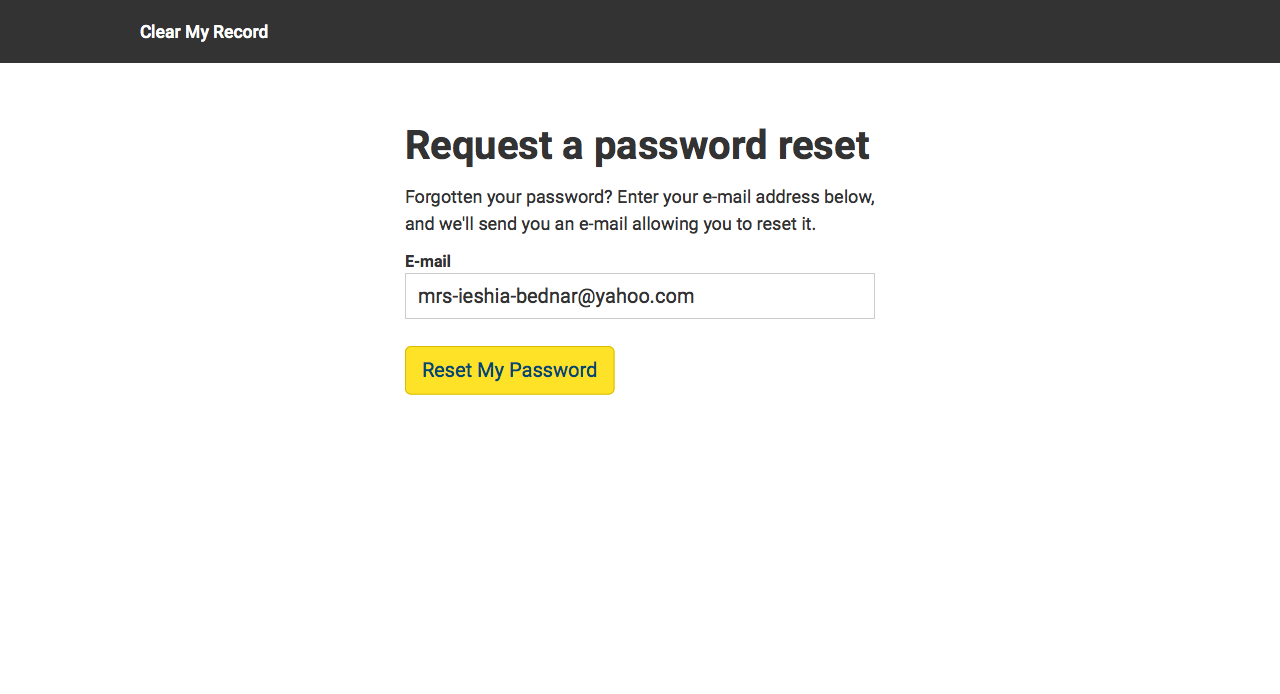 Clear My Record
Request a password reset
Forgotten your password? Enter your e-mail address below,
and we'll send you an e-mail allowing you to reset it.
E-mail
mrs-ieshia-bednar@yahoo.com
Reset My Password